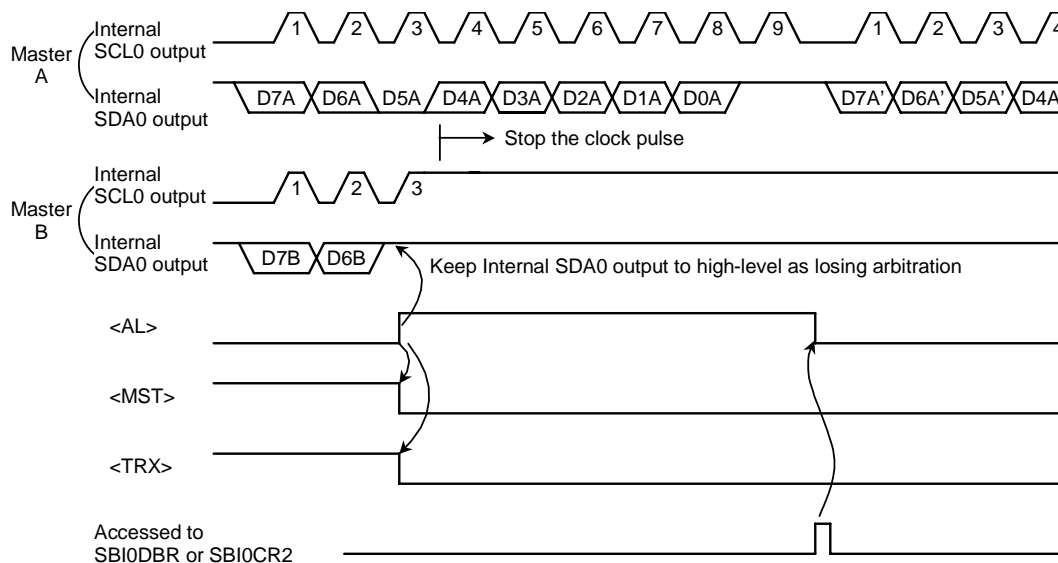 Master A
Internal SCL0 output
1 2 3 4 5 6 7 8 9 1 2 3 4
Internal SDA0 output
D7A D6A D5A D4A D3A D2A D1A D0A D7A' D6A' D5A' D4A
Stop the clock pulse
Master B
Internal SCL0 output
1 2 3
Internal SDA0 output
D7B D6B
Keep Internal SDA0 output to high-level as losing arbitration
<AL>
<MST>
<TRX>
Accessed to
SBI0DBR or SBI0CR2